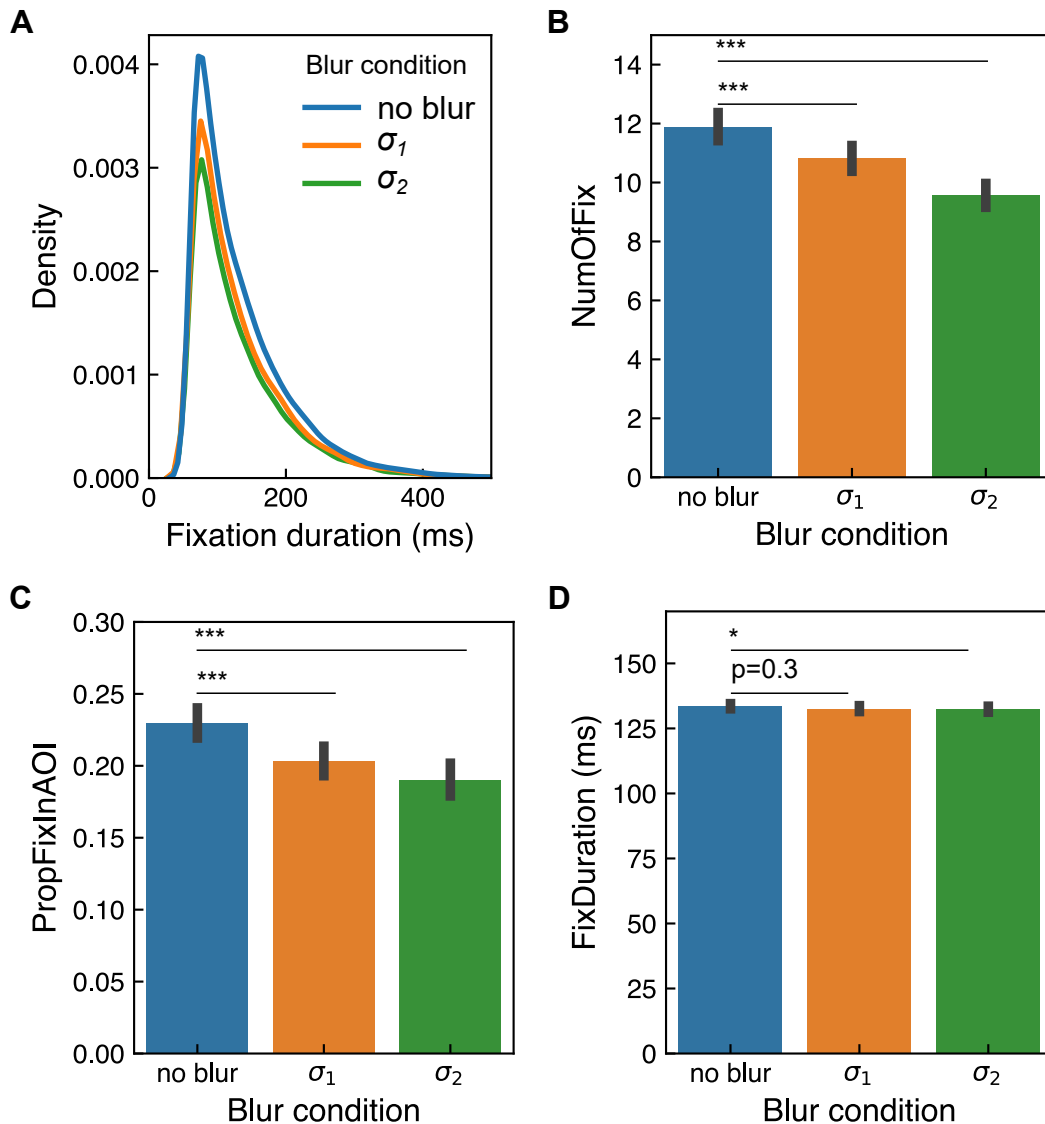 A
0.004
0.003
0.002
0.001
0.000
Density
0 200 400
Fixation duration (ms)
Blur condition
no blur
σ1
σ2
B
14
12
10
8
6
4
2
0
NumOfFix
***
***
no blur σ1 σ2
Blur condition
C
0.30
0.25
0.20
0.15
0.10
0.05
0.00
PropFixInAOI
***
***
no blur σ1 σ2
Blur condition
D
150
125
100
75
50
25
0
FixDuration (ms)
*
p=0.3
no blur σ1 σ2
Blur condition